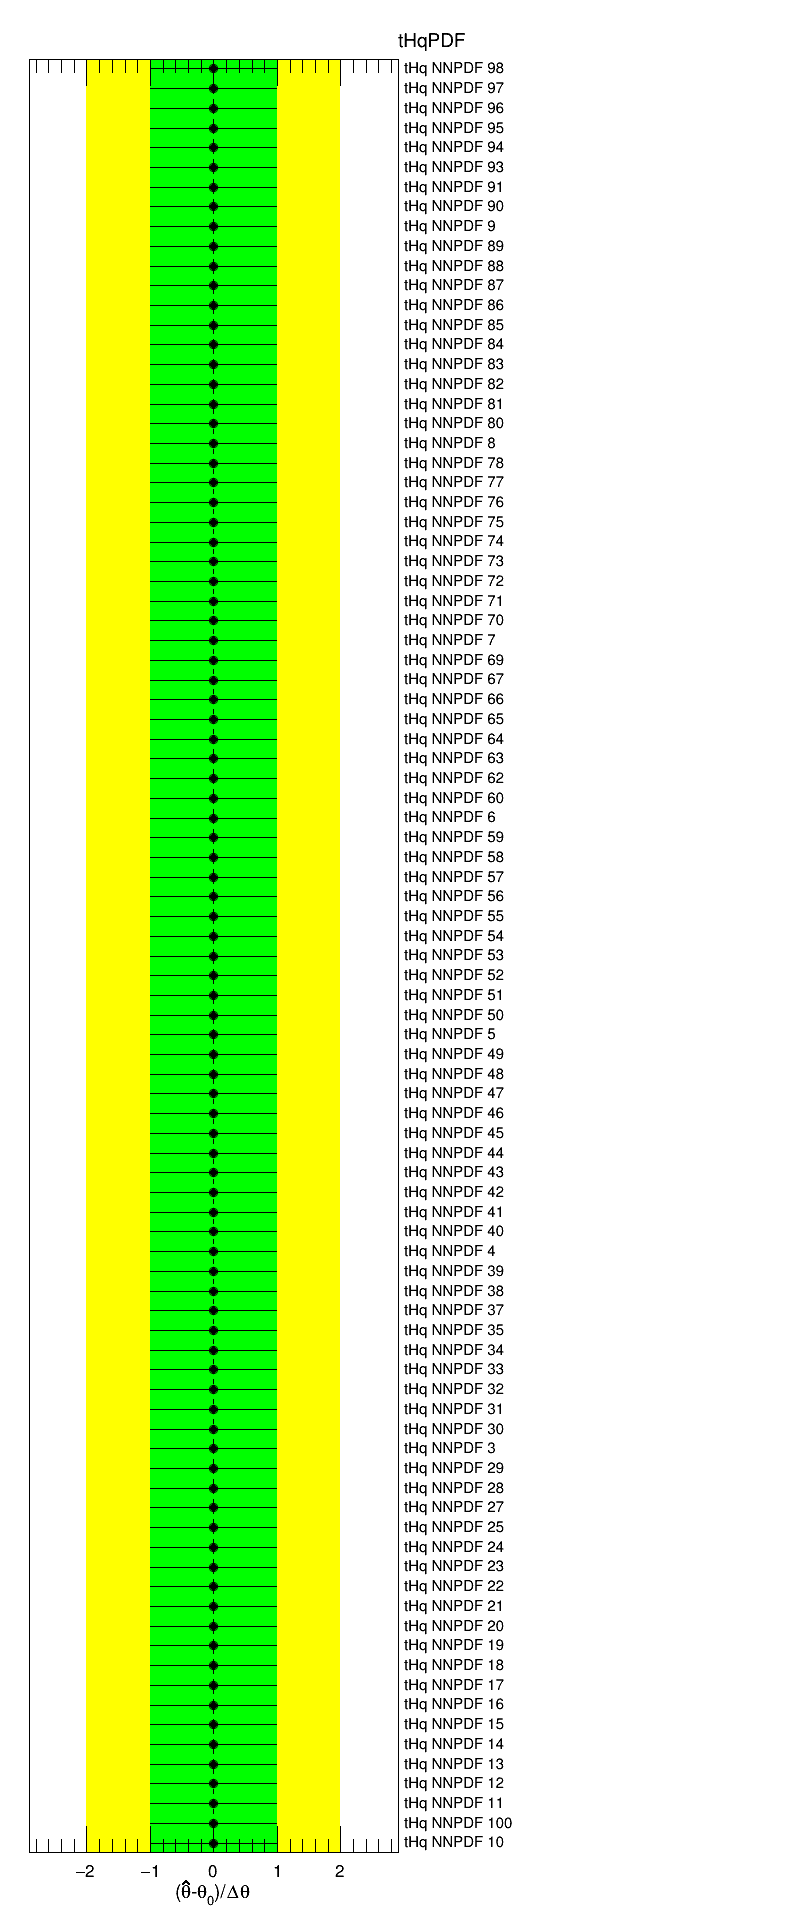 tHqPDF
tHq NNPDF 98
tHq NNPDF 97
tHq NNPDF 96
tHq NNPDF 95
tHq NNPDF 94
tHq NNPDF 93
tHq NNPDF 91
tHq NNPDF 90
tHq NNPDF 9
tHq NNPDF 89
tHq NNPDF 88
tHq NNPDF 87
tHq NNPDF 86
tHq NNPDF 85
tHq NNPDF 84
tHq NNPDF 83
tHq NNPDF 82
tHq NNPDF 81
tHq NNPDF 80
tHq NNPDF 8
tHq NNPDF 78
tHq NNPDF 77
tHq NNPDF 76
tHq NNPDF 75
tHq NNPDF 74
tHq NNPDF 73
tHq NNPDF 72
tHq NNPDF 71
tHq NNPDF 70
tHq NNPDF 7
tHq NNPDF 69
tHq NNPDF 67
tHq NNPDF 66
tHq NNPDF 65
tHq NNPDF 64
tHq NNPDF 63
tHq NNPDF 62
tHq NNPDF 60
tHq NNPDF 6
tHq NNPDF 59
tHq NNPDF 58
tHq NNPDF 57
tHq NNPDF 56
tHq NNPDF 55
tHq NNPDF 54
tHq NNPDF 53
tHq NNPDF 52
tHq NNPDF 51
tHq NNPDF 50
tHq NNPDF 5
tHq NNPDF 49
tHq NNPDF 48
tHq NNPDF 47
tHq NNPDF 46
tHq NNPDF 45
tHq NNPDF 44
tHq NNPDF 43
tHq NNPDF 42
tHq NNPDF 41
tHq NNPDF 40
tHq NNPDF 4
tHq NNPDF 39
tHq NNPDF 38
tHq NNPDF 37
tHq NNPDF 35
tHq NNPDF 34
tHq NNPDF 33
tHq NNPDF 32
tHq NNPDF 31
tHq NNPDF 30
tHq NNPDF 3
tHq NNPDF 29
tHq NNPDF 28
tHq NNPDF 27
tHq NNPDF 25
tHq NNPDF 24
tHq NNPDF 23
tHq NNPDF 22
tHq NNPDF 21
tHq NNPDF 20
tHq NNPDF 19
tHq NNPDF 18
tHq NNPDF 17
tHq NNPDF 16
tHq NNPDF 15
tHq NNPDF 14
tHq NNPDF 13
tHq NNPDF 12
tHq NNPDF 11
tHq NNPDF 100
tHq NNPDF 10
−2 −1 0 1 2
(θ̂-θ₀)/Δθ